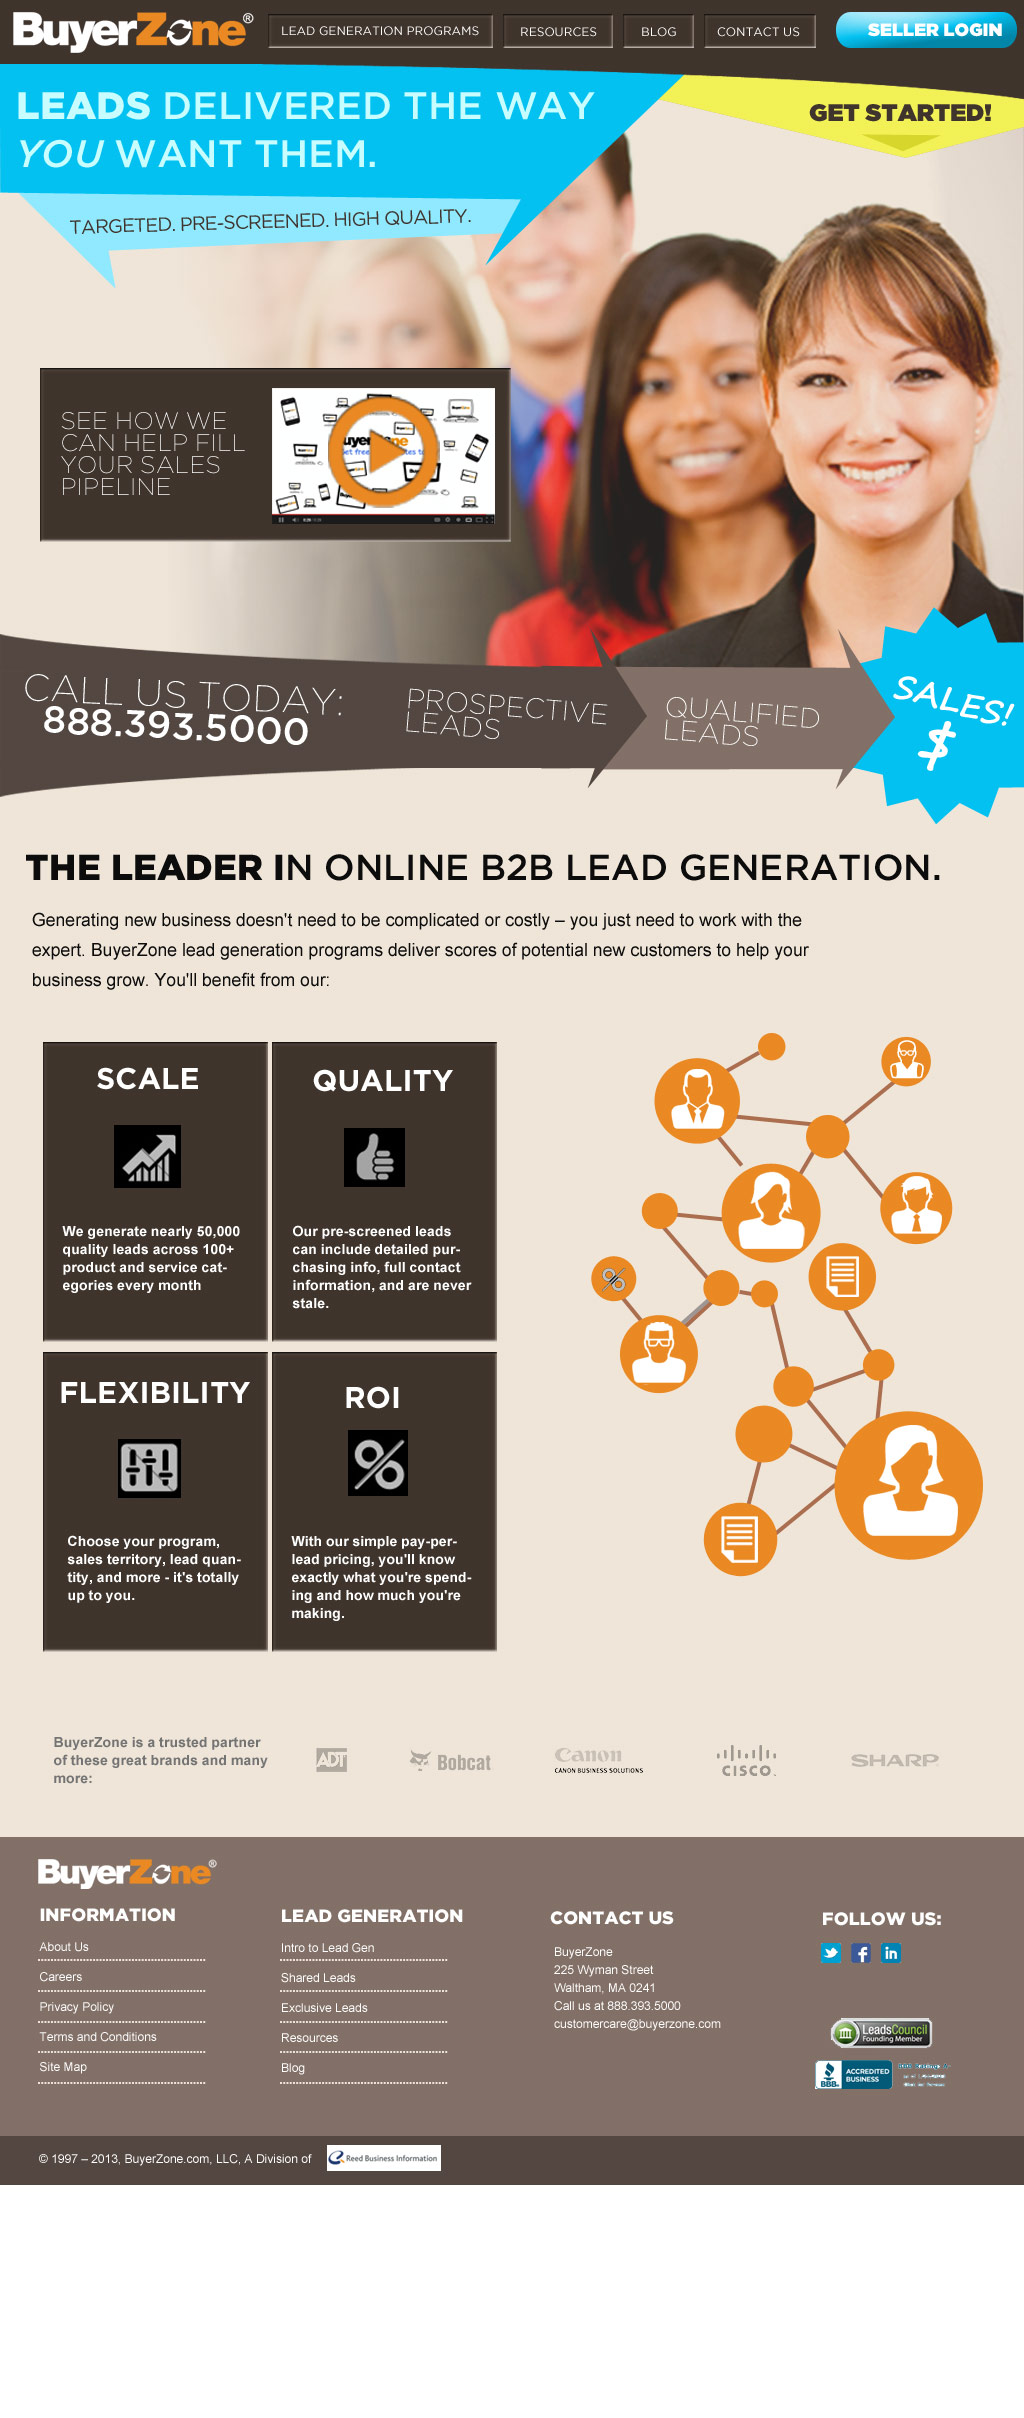 BuyerZone®
LEAD GENERATION PROGRAMS
RESOURCES
BLOG
CONTACT US
SELLER LOGIN
LEADS DELIVERED THE WAY
YOU WANT THEM.
GET STARTED!
TARGETED. PRE-SCREENED. HIGH QUALITY.
SEE HOW WE
CAN HELP FILL
YOUR SALES
PIPELINE
CALL US TODAY:
888.393.5000
PROSPECTIVE
LEADS
QUALIFIED
LEADS
SALES!
$
THE LEADER IN ONLINE B2B LEAD GENERATION.
Generating new business doesn't need to be complicated or costly – you just need to work with the
expert. BuyerZone lead generation programs deliver scores of potential new customers to help your
business grow. You'll benefit from our:
SCALE
We generate nearly 50,000
quality leads across 100+
product and service cat-
egories every month
QUALITY
Our pre-screened leads
can include detailed pur-
chasing info, full contact
information, and are never
stale.
FLEXIBILITY
Choose your program,
sales territory, lead quan-
tity, and more - it's totally
up to you.
ROI
%
With our simple pay-per-
lead pricing, you'll know
exactly what you're spend-
ing and how much you're
making.
%
BuyerZone is a trusted partner
of these great brands and many
more:
ADT
Bobcat
Canon
CANON BUSINESS SOLUTIONS
CISCO.
SHARP
BuyerZone®
INFORMATION
About Us
Careers
Privacy Policy
Terms and Conditions
Site Map
LEAD GENERATION
Intro to Lead Gen
Shared Leads
Exclusive Leads
Resources
Blog
CONTACT US
BuyerZone
225 Wyman Street
Waltham, MA 0241
Call us at 888.393.5000
customercare@buyerzone.com
FOLLOW US:
LeadsCouncil
Founding Member
BBB
ACCREDITED
BUSINESS
© 1997 – 2013, BuyerZone.com, LLC, A Division of
Reed Business Information